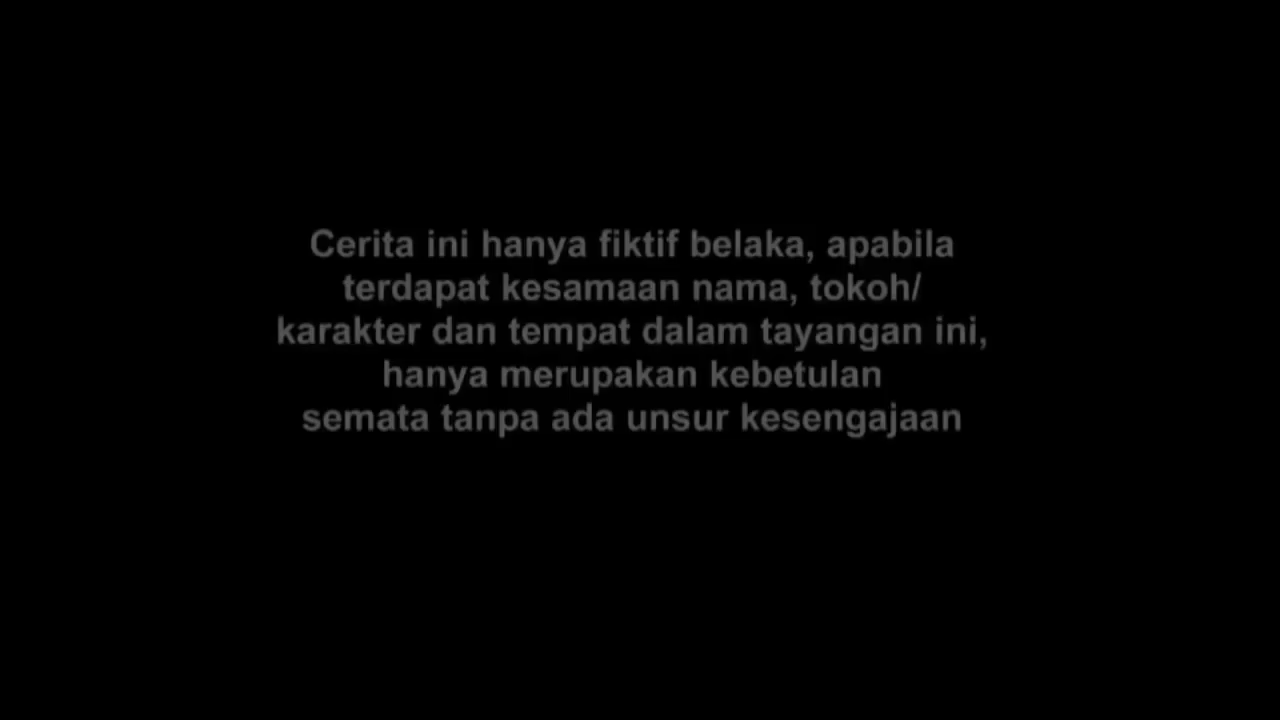 Cerita ini hanya fiktif belaka, apabila
terdapat kesamaan nama, tokoh/
karakter dan tempat dalam tayangan ini,
hanya merupakan kebetulan
semata tanpa ada unsur kesengajaan